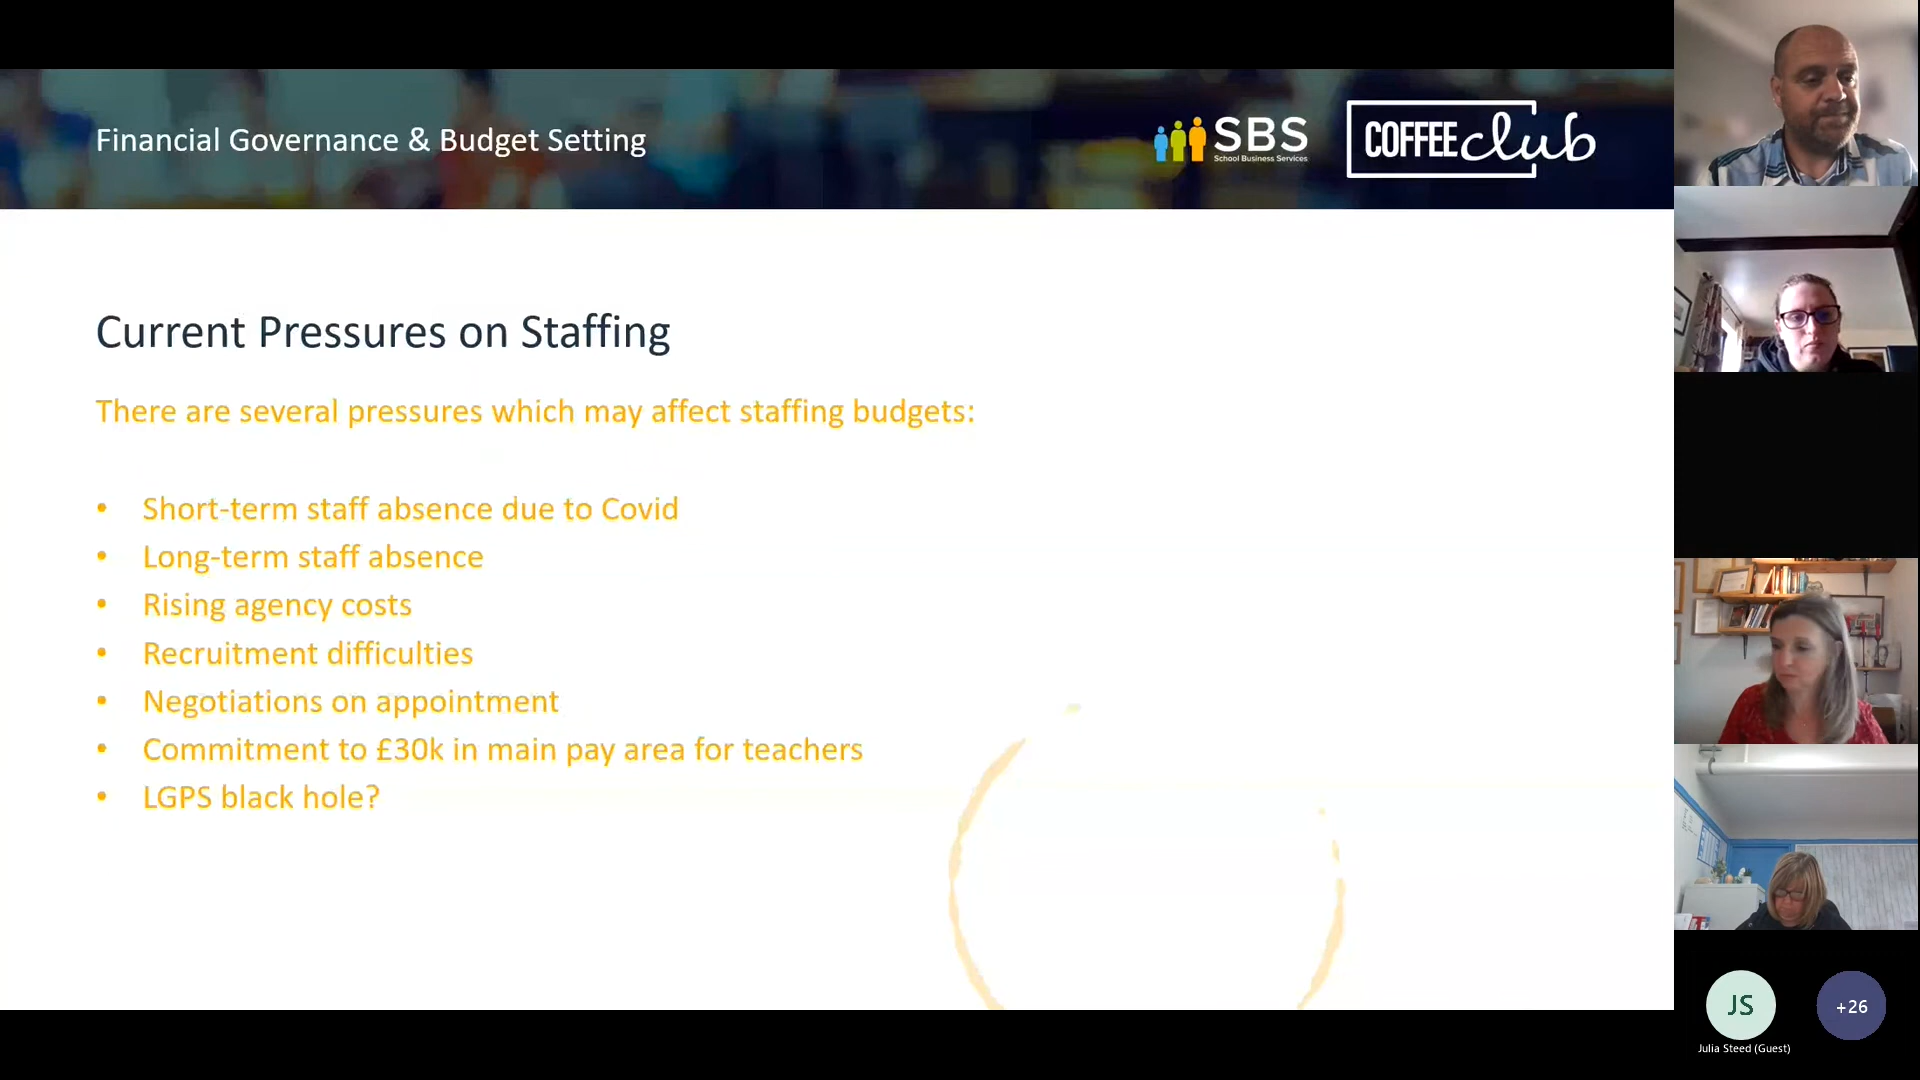 Financial Governance & Budget Setting
SBS
School Business Services
COFFEE club
Current Pressures on Staffing
There are several pressures which may affect staffing budgets:
• Short-term staff absence due to Covid
• Long-term staff absence
• Rising agency costs
• Recruitment difficulties
• Negotiations on appointment
• Commitment to £30k in main pay area for teachers
• LGPS black hole?
JS
+26
Julia Steed (Guest)